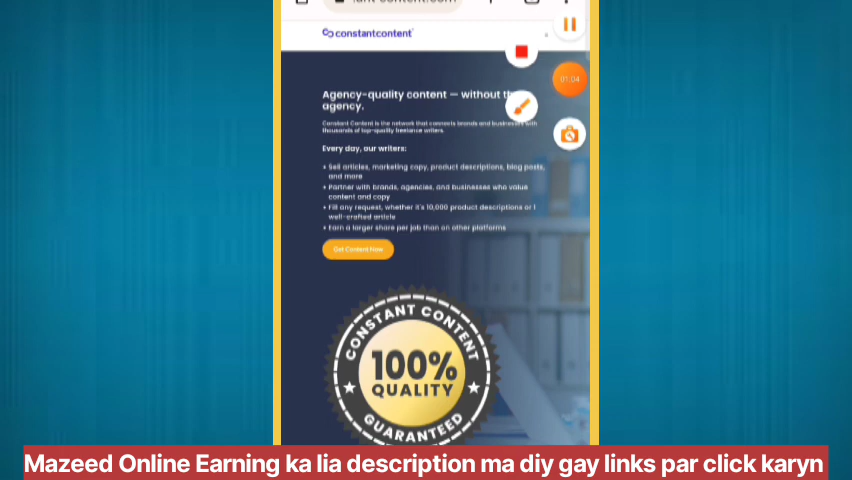 constantcontent
01:04
Agency-quality content — without
agency.
Constant Content is the network that connects brands and businesses with
thousands of top-quality freelance writers.
Every day, our writers:
• Sell articles, marketing copy, product descriptions, blog posts,
and more
• Partner with brands, agencies, and businesses who value
content and copy
• Fill any request, whether it's 10,000 product descriptions or 1
well-crafted article
• Earn a larger share per job than on other platforms
Get Content Now
CONSTANT CONTENT
100%
QUALITY
GUARANTEED
Mazeed Online Earning ka lia description ma diy gay links par click karyn